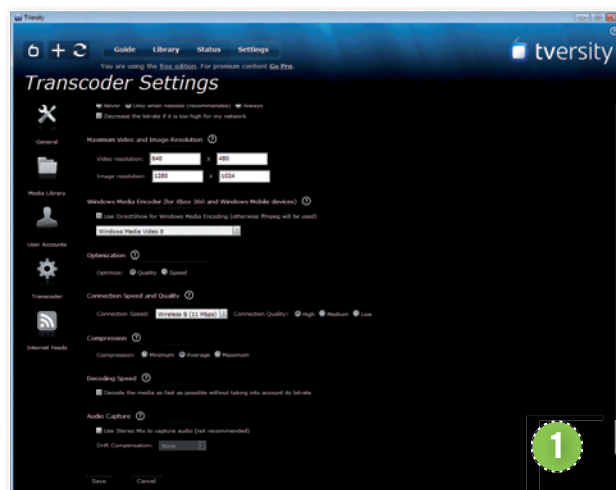 TVersity
Guide Library Status Settings
tversity
You are using the free edition. For premium content Go Pro.
Transcoder Settings
Never Only when needed (recommended) Always
Decrease the bitrate if it is too high for my network
General
Maximum Video and Image Resolution ?
Video resolution: 640 x 480
Image resolution: 1280 x 1024
Media Library
Windows Media Encoder (for Xbox 360 and Windows Mobile devices) ?
Use DirectShow for Windows Media Encoding (otherwise ffmpeg will be used)
Windows Media Video 8
User Accounts
Optimization ?
Optimize: Quality Speed
Transcoder
Connection Speed and Quality ?
Connection Speed: Wireless B (11 Mbps) Connection Quality: High Medium Low
Internet Feeds
Compression ?
Compression: Minimum Average Maximum
Decoding Speed ?
Decode the media as fast as possible without taking into account its bitrate
Audio Capture ?
Use Stereo Mix to capture audio (not recommended)
Drift Compensation: None
Save Cancel
1